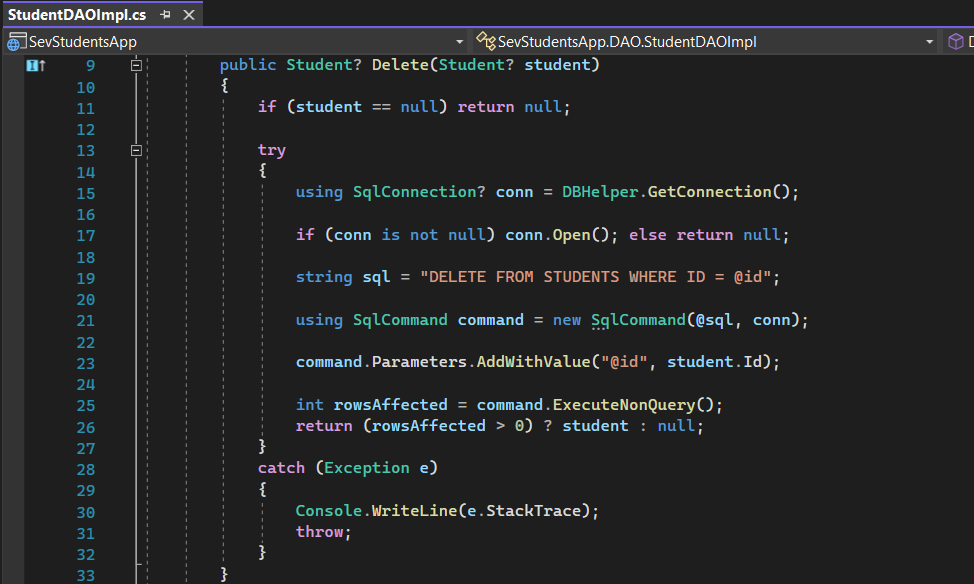 StudentDAOImpl.cs
SevStudentsApp SevStudentsApp.DAO.StudentDAOImpl
9 public Student? Delete(Student? student)
10 {
11 if (student == null) return null;
12
13 try
14 {
15 using SqlConnection? conn = DBHelper.GetConnection();
16
17 if (conn is not null) conn.Open(); else return null;
18
19 string sql = "DELETE FROM STUDENTS WHERE ID = @id";
20
21 using SqlCommand command = new SqlCommand(@sql, conn);
22
23 command.Parameters.AddWithValue("@id", student.Id);
24
25 int rowsAffected = command.ExecuteNonQuery();
26 return (rowsAffected > 0) ? student : null;
27 }
28 catch (Exception e)
29 {
30 Console.WriteLine(e.StackTrace);
31 throw;
32 }
33 }